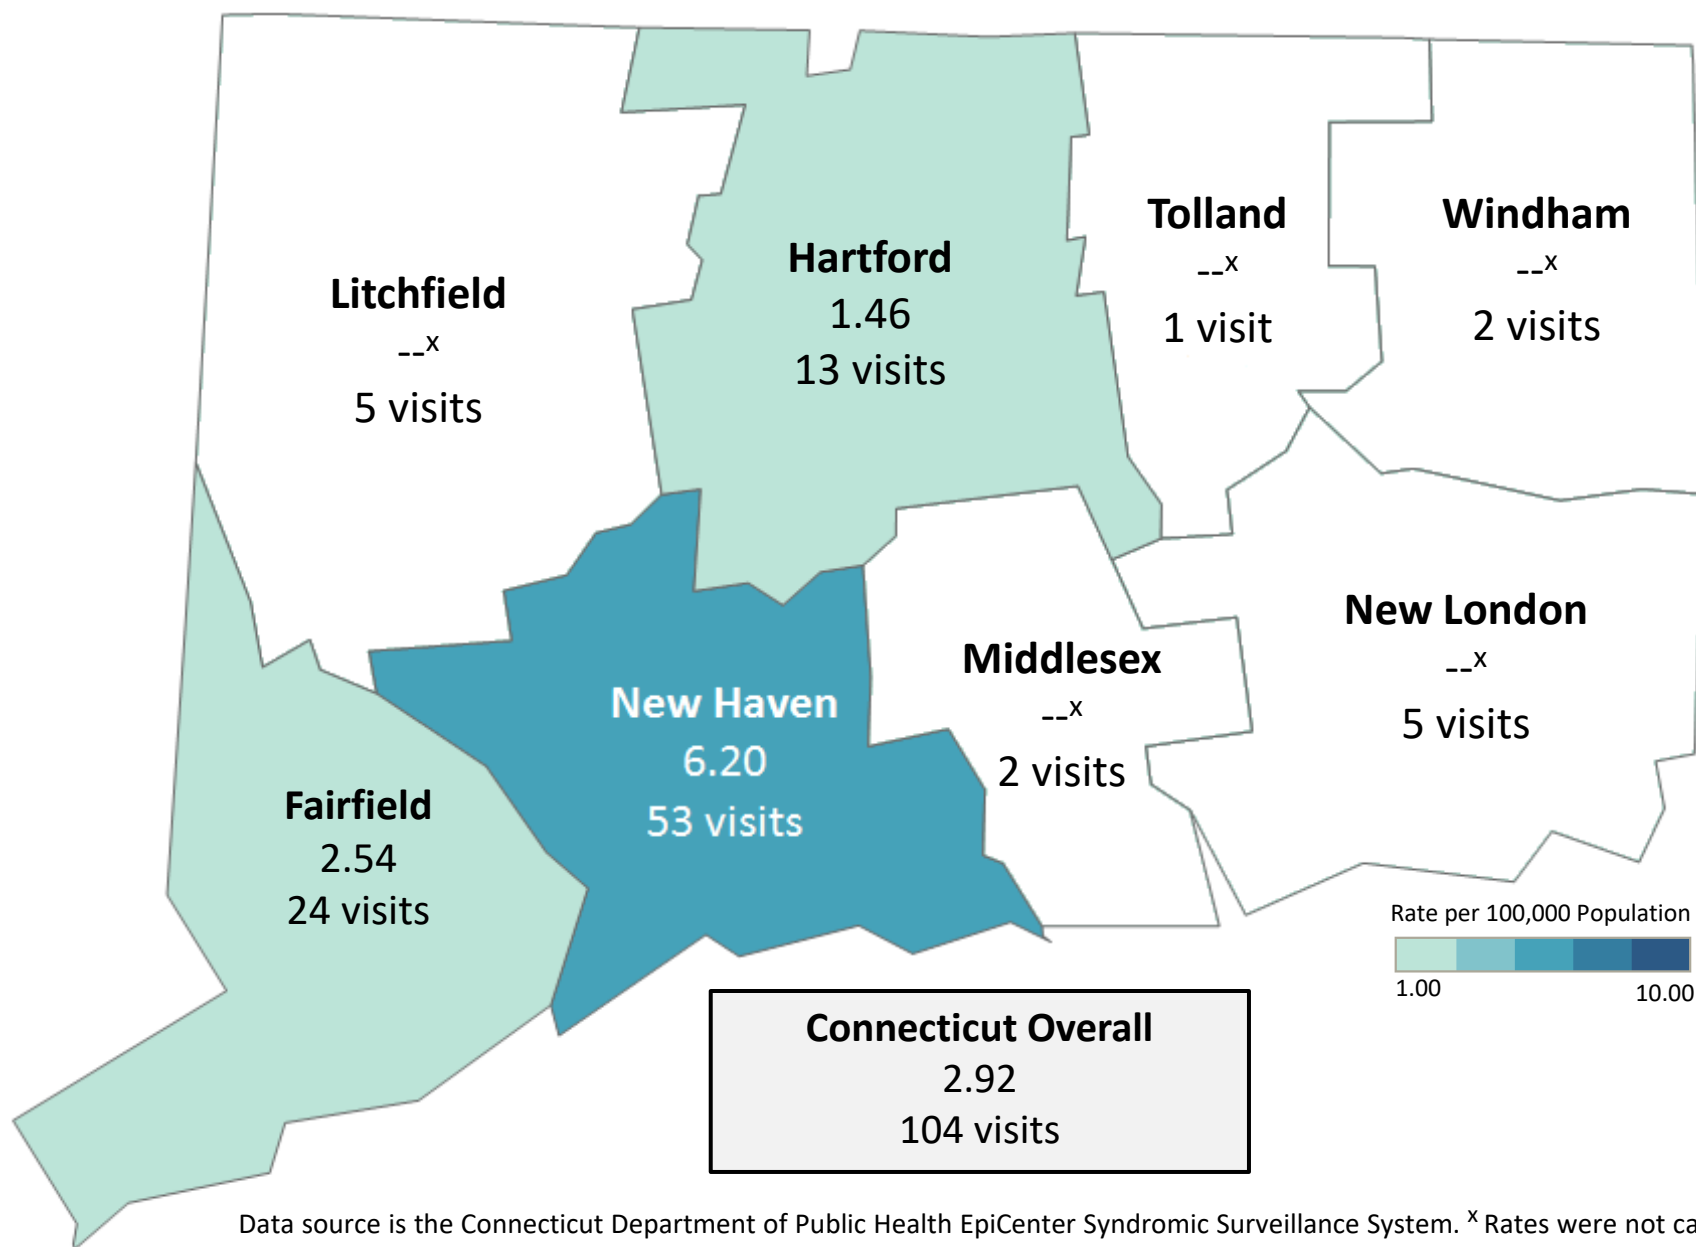 Litchfield
--x
5 visits
Hartford
1.46
13 visits
Tolland
--x
1 visit
Windham
--x
2 visits
New Haven
6.20
53 visits
Middlesex
--x
2 visits
New London
--x
5 visits
Fairfield
2.54
24 visits
Rate per 100,000 Population
1.00 10.00
Connecticut Overall
2.92
104 visits
Data source is the Connecticut Department of Public Health EpiCenter Syndromic Surveillance System. x Rates were not